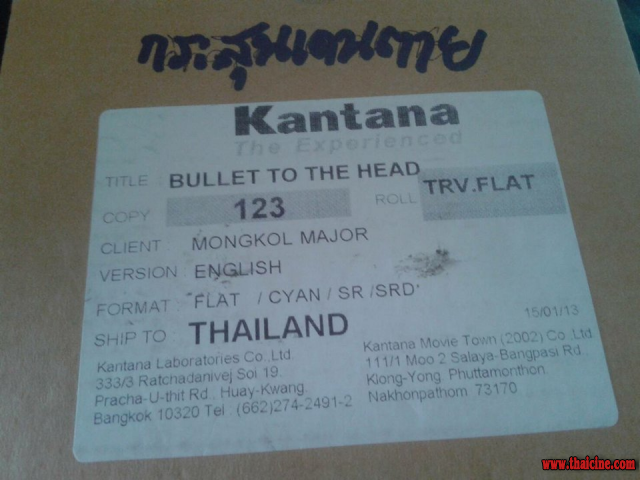 กระสุนเดนตาย
Kantana
The Experienced
TITLE : BULLET TO THE HEAD
COPY 123 ROLL TRV.FLAT
CLIENT : MONGKOL MAJOR
VERSION : ENGLISH
FORMAT : FLAT / CYAN / SR /SRD'
15/01/13
SHIP TO : THAILAND
Kantana Laboratories Co.,Ltd.
333/3 Ratchadanivej Soi 19.
Pracha-U-thit Rd., Huay-Kwang,
Bangkok 10320 Tel : (662)274-2491-2
Kantana Movie Town (2002) Co.,Ltd.
111/1 Moo 2 Salaya-Bangpasi Rd.
Klong-Yong, Phuttamonthon,
Nakhonpathom 73170
www.thaicine.com